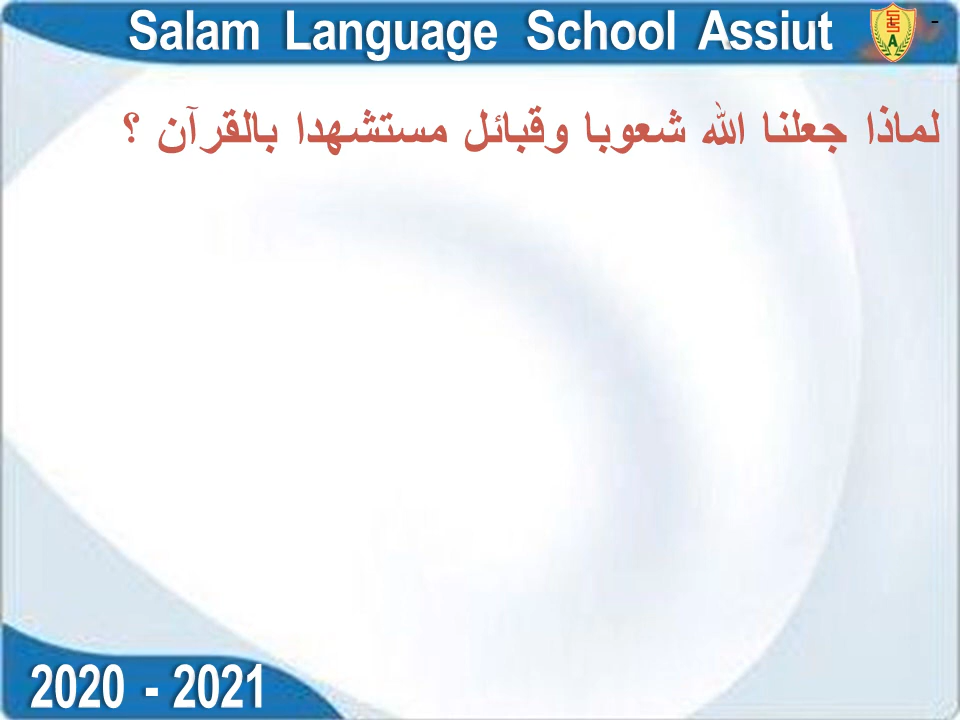 Salam Language School Assiut
-
لماذا جعلنا الله شعوبا وقبائل مستشهدا بالقرآن ؟
2020 - 2021